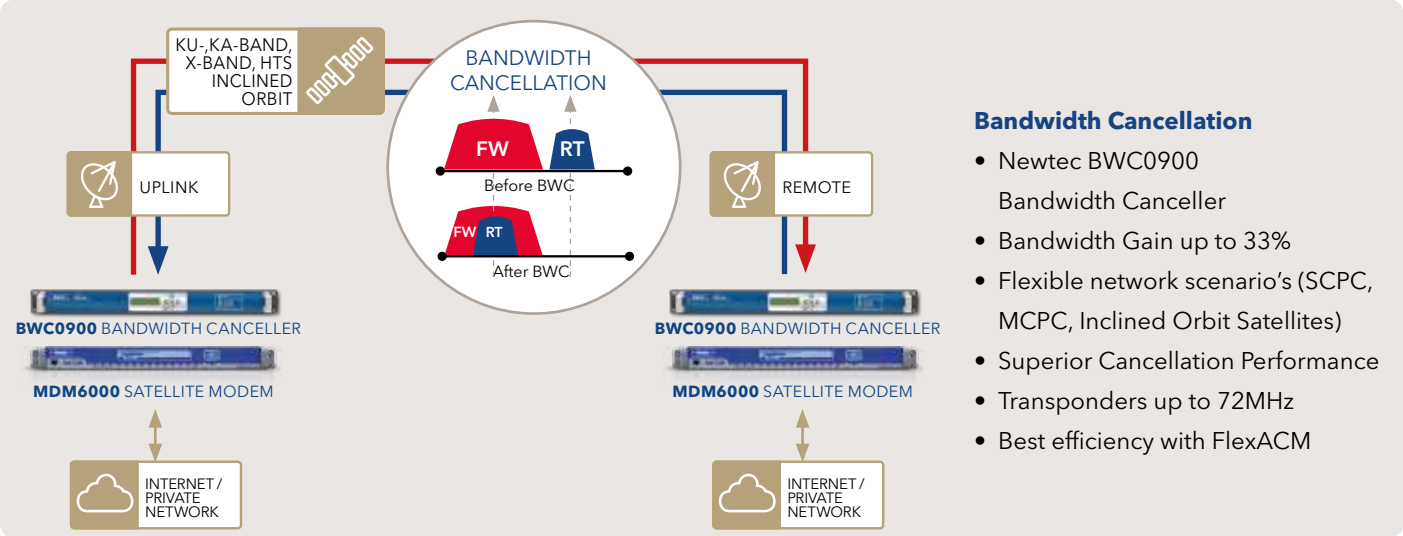 KU-,KA-BAND,
X-BAND, HTS
INCLINED
ORBIT
BANDWIDTH
CANCELLATION
FW
RT
Before BWC
FW
RT
After BWC
UPLINK
REMOTE
BWC0900 BANDWIDTH CANCELLER
MDM6000 SATELLITE MODEM
INTERNET /
PRIVATE
NETWORK
BWC0900 BANDWIDTH CANCELLER
MDM6000 SATELLITE MODEM
INTERNET /
PRIVATE
NETWORK
Bandwidth Cancellation
• Newtec BWC0900
Bandwidth Canceller
• Bandwidth Gain up to 33%
• Flexible network scenario’s (SCPC,
MCPC, Inclined Orbit Satellites)
• Superior Cancellation Performance
• Transponders up to 72MHz
• Best efficiency with FlexACM